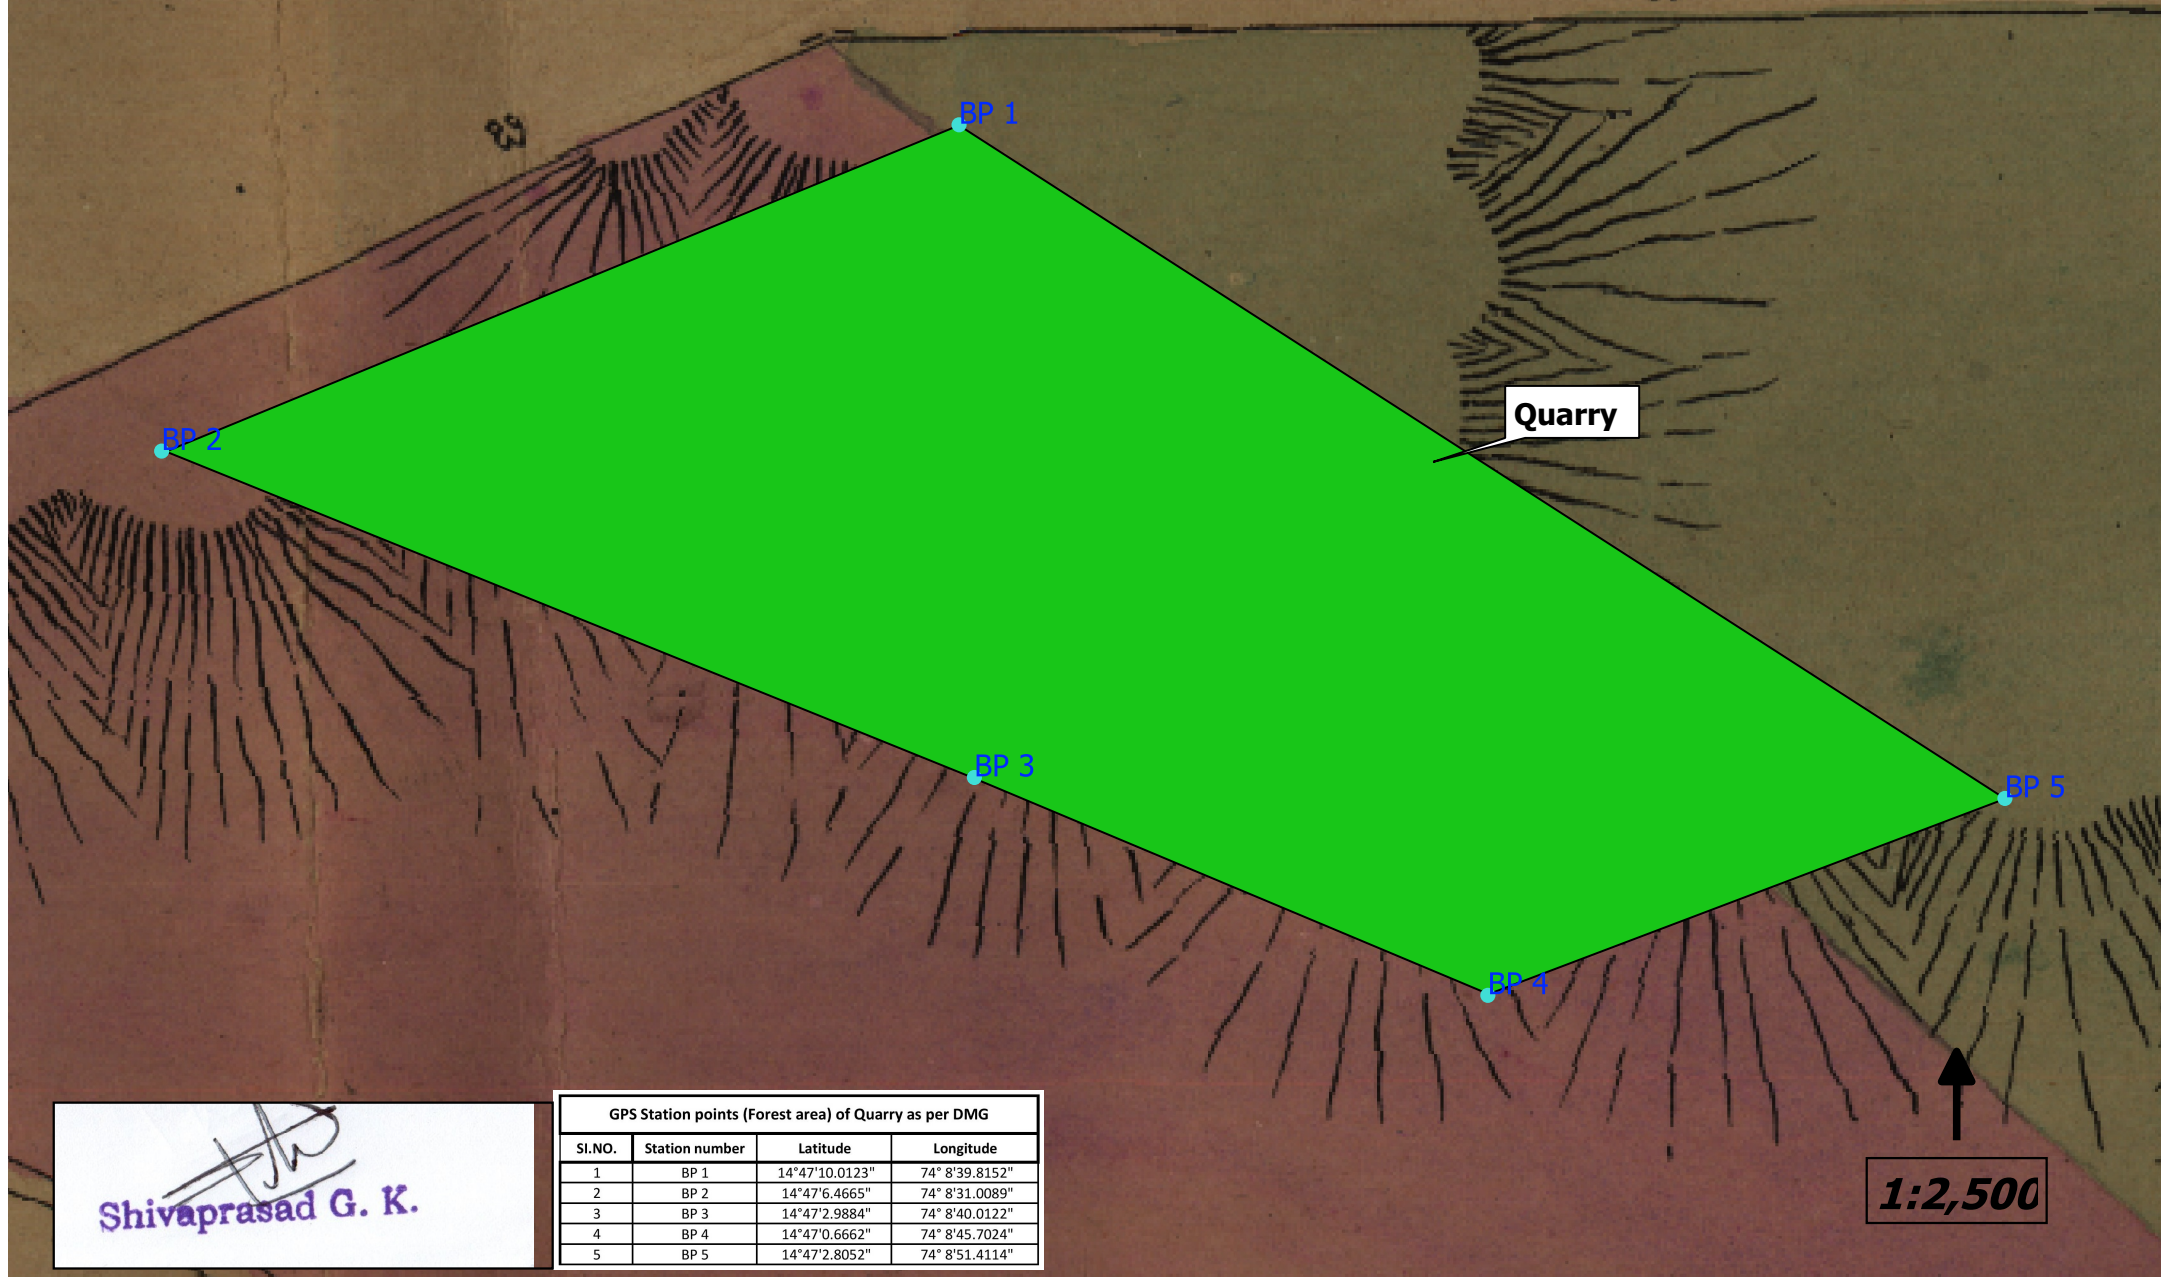 BP 1
83
Quarry
BP 2
BP 3
BP 5
BP 4
GPS Station points (Forest area) of Quarry as per DMG
SI.NO. Station number Latitude Longitude
1 BP 1 14°47'10.0123" 74° 8'39.8152"
2 BP 2 14°47'6.4665" 74° 8'31.0089"
3 BP 3 14°47'2.9884" 74° 8'40.0122"
4 BP 4 14°47'0.6662" 74° 8'45.7024"
5 BP 5 14°47'2.8052" 74° 8'51.4114"
Shivaprasad G. K.
1:2,500